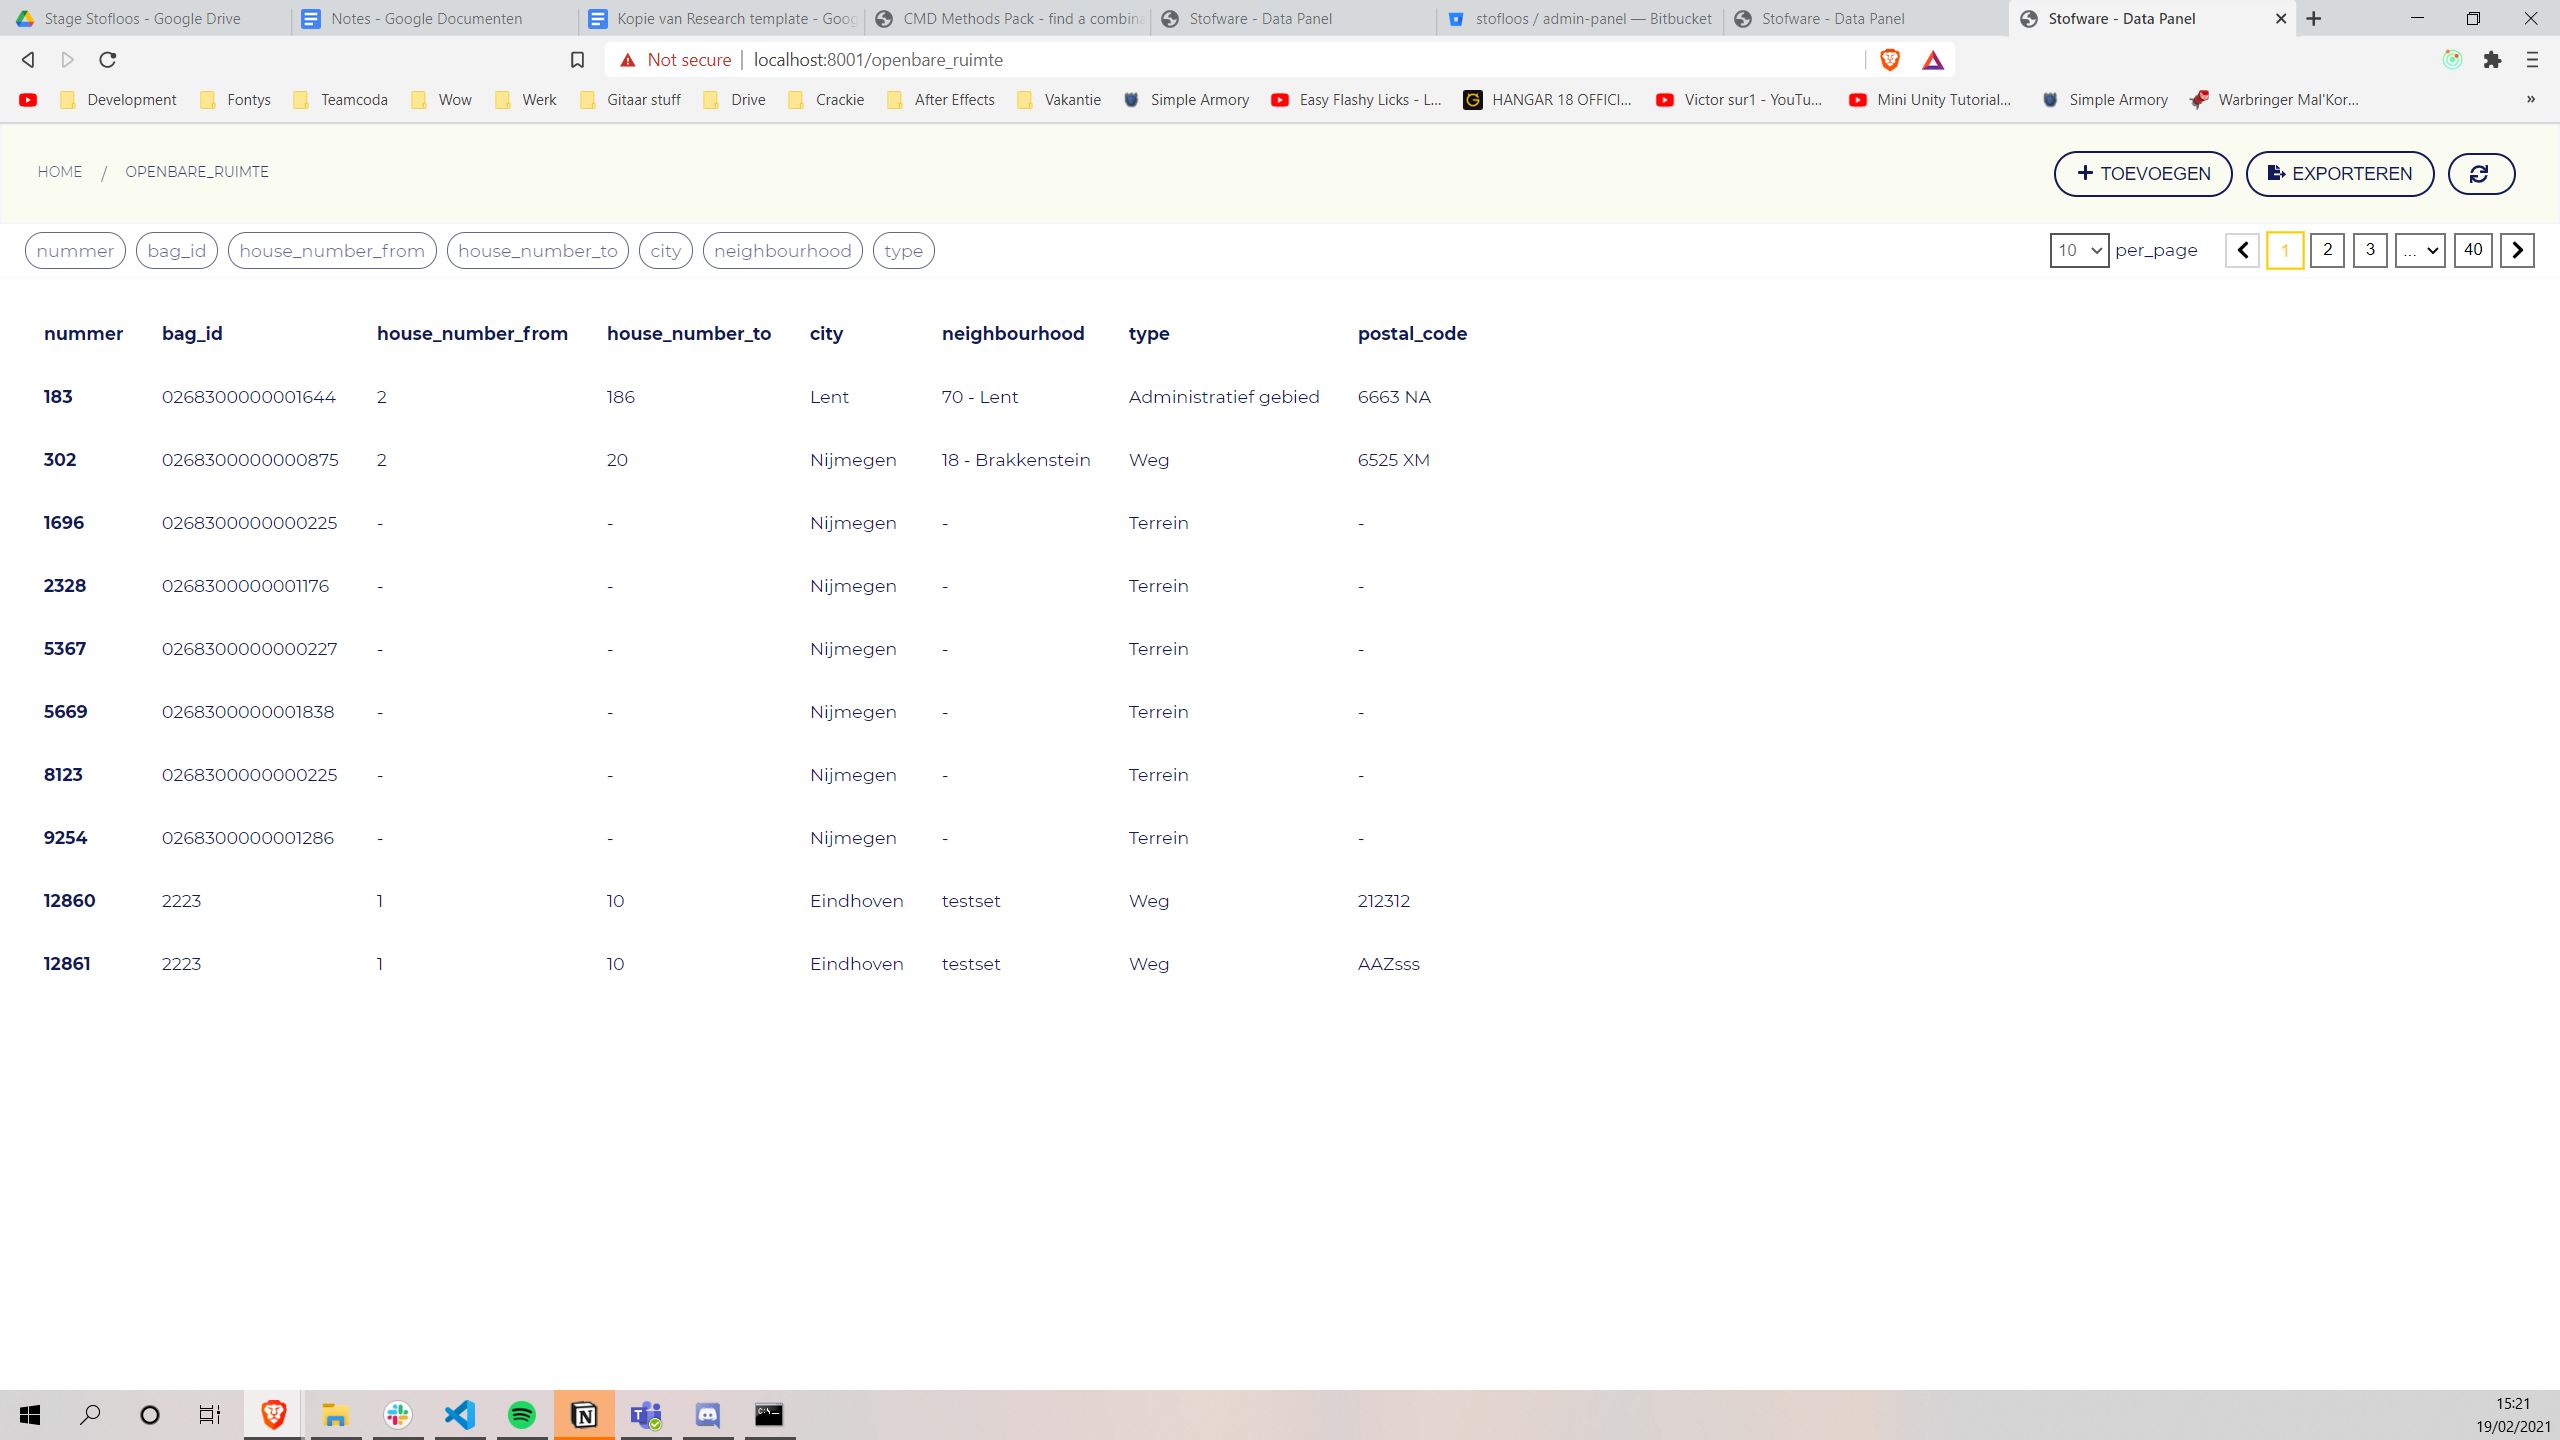 Stage Stofloos - Google Drive
Notes - Google Documenten
Kopie van Research template - Goog
CMD Methods Pack - find a combina
Stofware - Data Panel
stofloos / admin-panel — Bitbucket
Stofware - Data Panel
Stofware - Data Panel
Not secure | localhost:8001/openbare_ruimte
Development Fontys Teamcoda Wow Werk Gitaar stuff Drive Crackie After Effects Vakantie Simple Armory Easy Flashy Licks - L... HANGAR 18 OFFICI... Victor sur1 - YouTu... Mini Unity Tutorial... Simple Armory Warbringer Mal'Kor... »
HOME / OPENBARE_RUIMTE
TOEVOEGEN EXPORTEREN
nummer bag_id house_number_from house_number_to city neighbourhood type
10 per_page 1 2 3 ... 40
nummer bag_id house_number_from house_number_to city neighbourhood type postal_code
183 0268300000001644 2 186 Lent 70 - Lent Administratief gebied 6663 NA
302 0268300000000875 2 20 Nijmegen 18 - Brakkenstein Weg 6525 XM
1696 0268300000000225 - - Nijmegen - Terrein -
2328 0268300000001176 - - Nijmegen - Terrein -
5367 0268300000000227 - - Nijmegen - Terrein -
5669 0268300000001838 - - Nijmegen - Terrein -
8123 0268300000000225 - - Nijmegen - Terrein -
9254 0268300000001286 - - Nijmegen - Terrein -
12860 2223 1 10 Eindhoven testset Weg 212312
12861 2223 1 10 Eindhoven testset Weg AAZsss
15:21
19/02/2021